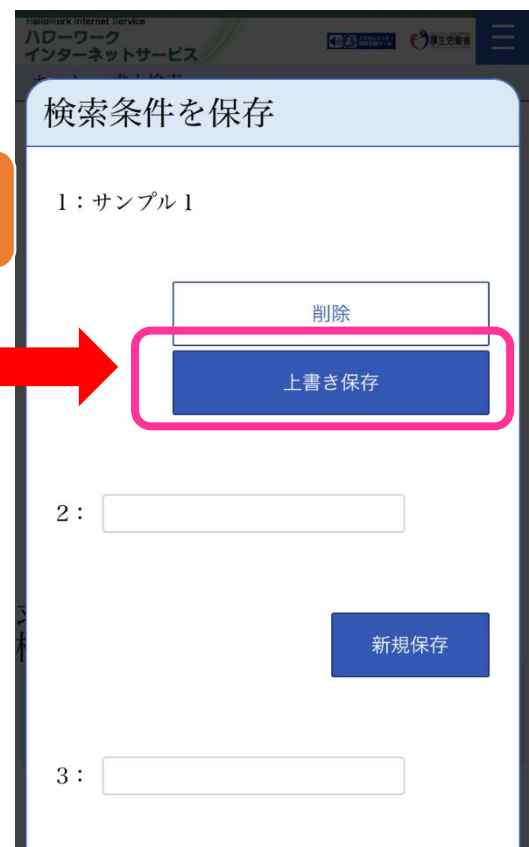 HelloWork Internet Service
ハローワーク
インターネットサービス
厚生労働省
検索条件を保存
1：サンプル1
削除
上書き保存
2：
新規保存
3：